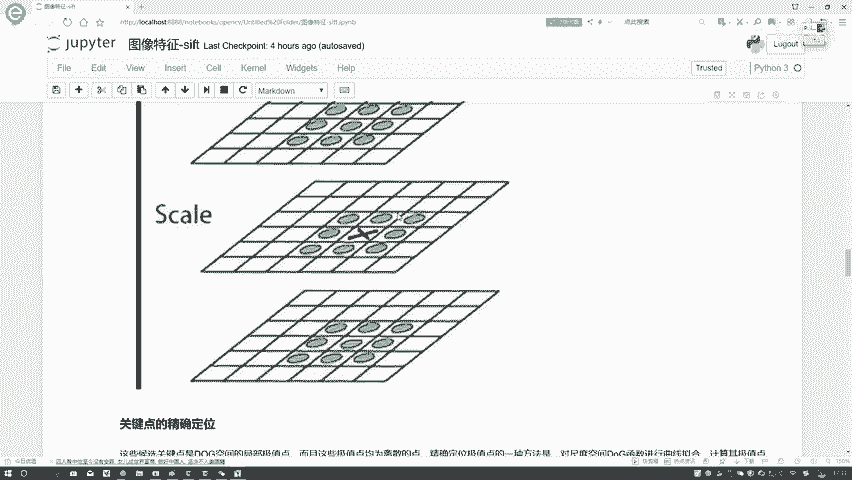 图像特征-sift
http://localhost:8888/notebooks/opencv/Untitled%20Folder/图像特征-sift.ipynb
点此搜索
jupyter 图像特征-sift Last Checkpoint: 4 hours ago (autosaved)
Logout
File Edit View Insert Cell Kernel Widgets Help
Trusted Python 3
Markdown
Scale
关键点的精确定位
这些候选关键点是DOG空间的局部极值点，而且这些极值点均为离散的点，精确定位极值点的一种方法是，对尺度空间DoG函数进行曲线拟合，计算其极值点